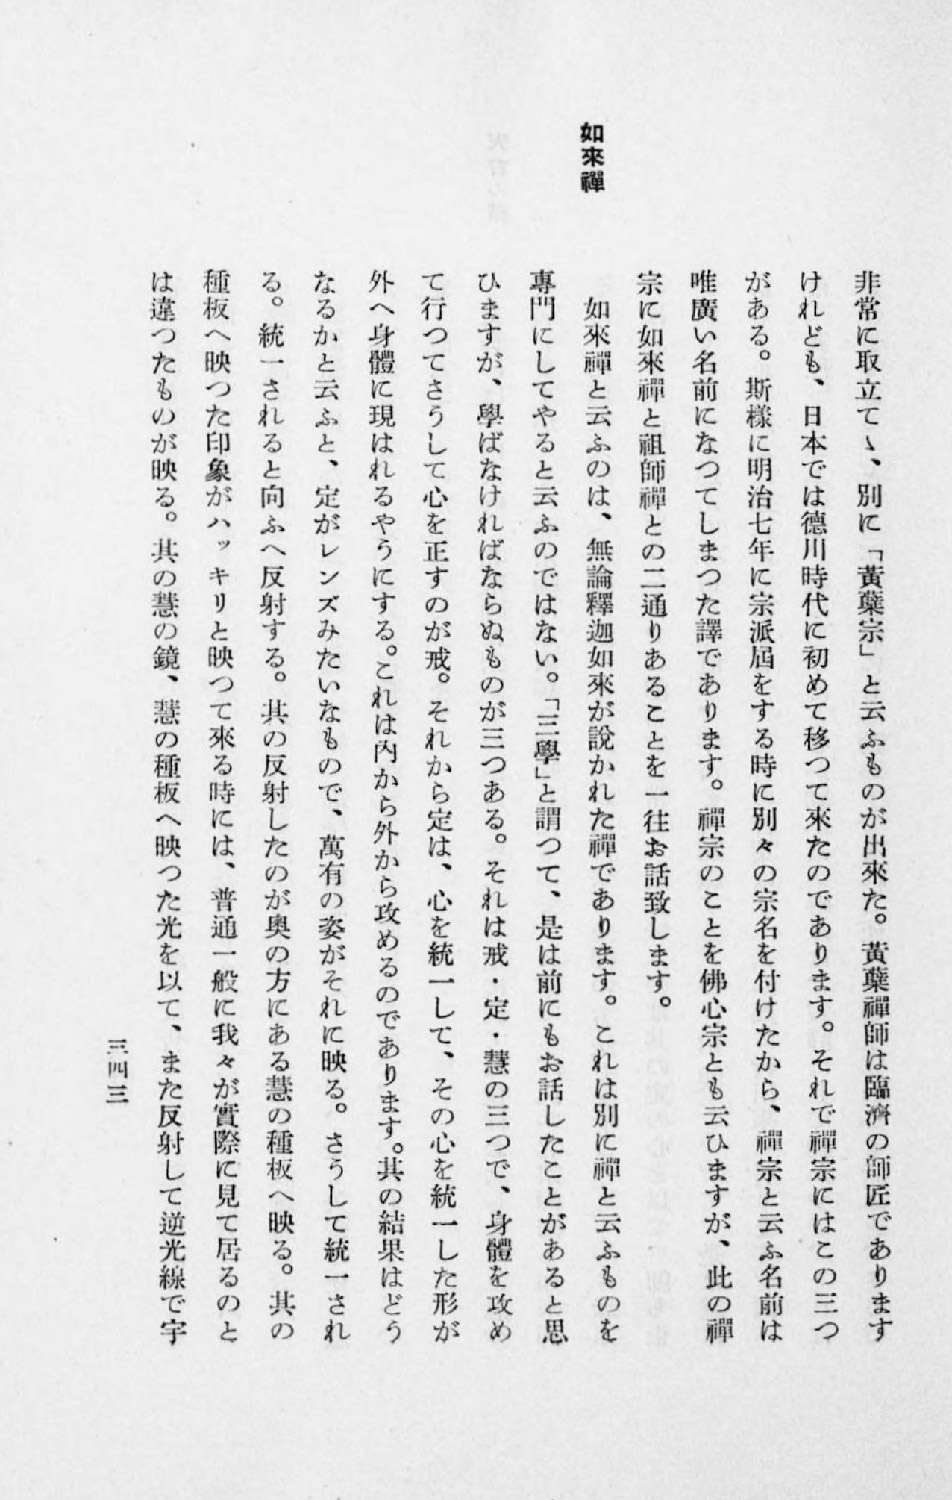 非常に取立てゝ、別に「黃蘗宗」と云ふものが出來た。黃蘗禪師は臨濟の師匠であります
けれども、日本では德川時代に初めて移つて來たのであります。それで禪宗にはこの三つ
がある。斯樣に明治七年に宗派屆をする時に別々の宗名を付けたから、禪宗と云ふ名前は
唯廣い名前になつてしまつた譯であります。禪宗のことを佛心宗とも云ひますが、此の禪
宗に如來禪と祖師禪との二通りあることを一往お話致します。
如來禪
如來禪と云ふのは、無論釋迦如來が說かれた禪であります。これは別に禪と云ふものを
專門にしてやると云ふのではない。「三學」と謂つて、是は前にもお話したことがあると思
ひますが、學ばなければならぬものが三つある。それは戒・定・慧の三つで、身體を攻め
て行つてさうして心を正すのが戒。それから定は、心を統一して、その心を統一した形が
外へ身體に現はれるやうにする。これは內から外から攻めるのであります。其の結果はどう
なるかと云ふと、定がレンズみたいなもので、萬有の姿がそれに映る。さうして統一され
る。統一されると向ふへ反射する。其の反射したのが奧の方にある慧の種板へ映る。其の
種板へ映つた印象がハッキリと映つて來る時には、普通一般に我々が實際に見て居るのと
は違つたものが映る。其の慧の鏡、慧の種板へ映つた光を以て、また反射して逆光線で宇
三四三